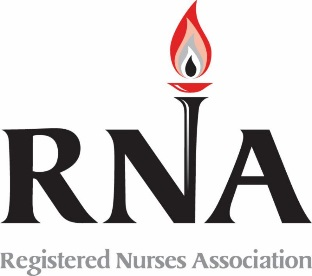 RNA
Registered Nurses Association